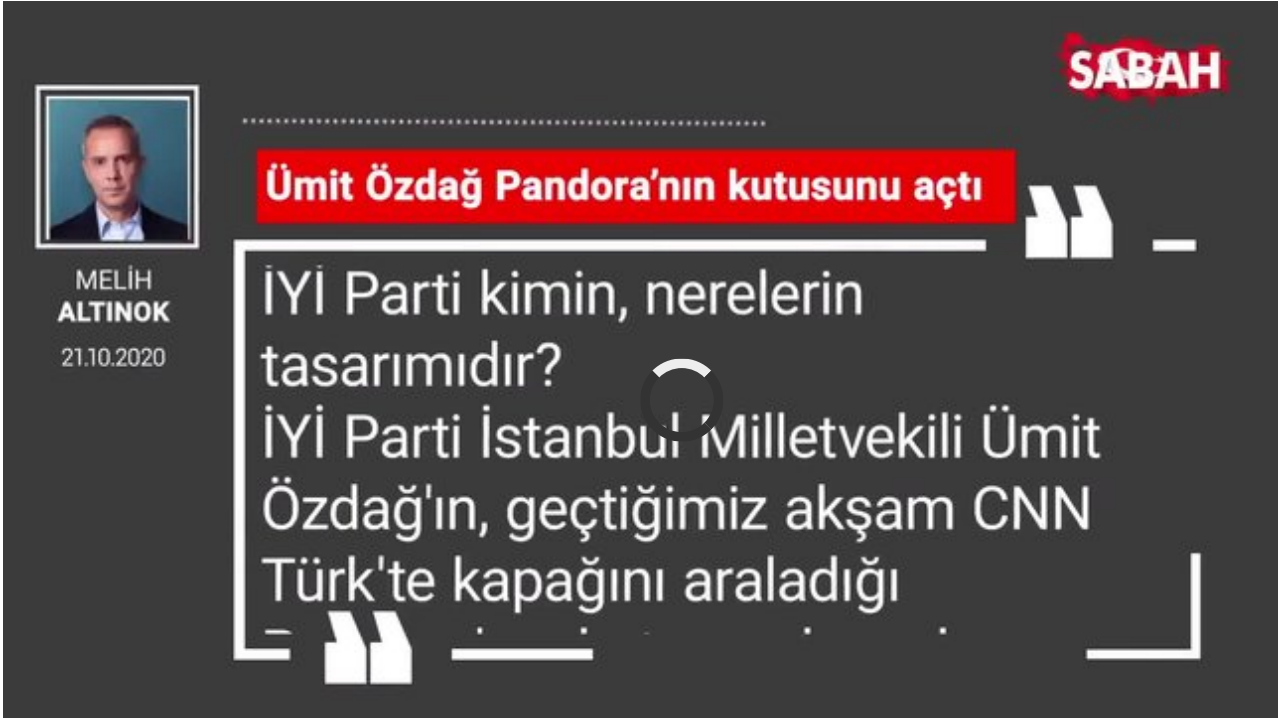 SABAH
Ümit Özdağ Pandora’nın kutusunu açtı
MELİH
ALTINOK
21.10.2020
İYİ Parti kimin, nerelerin
tasarımıdır?
İYİ Parti İstanbul Milletvekili Ümit
Özdağ'ın, geçtiğimiz akşam CNN
Türk'te kapağını araladığı